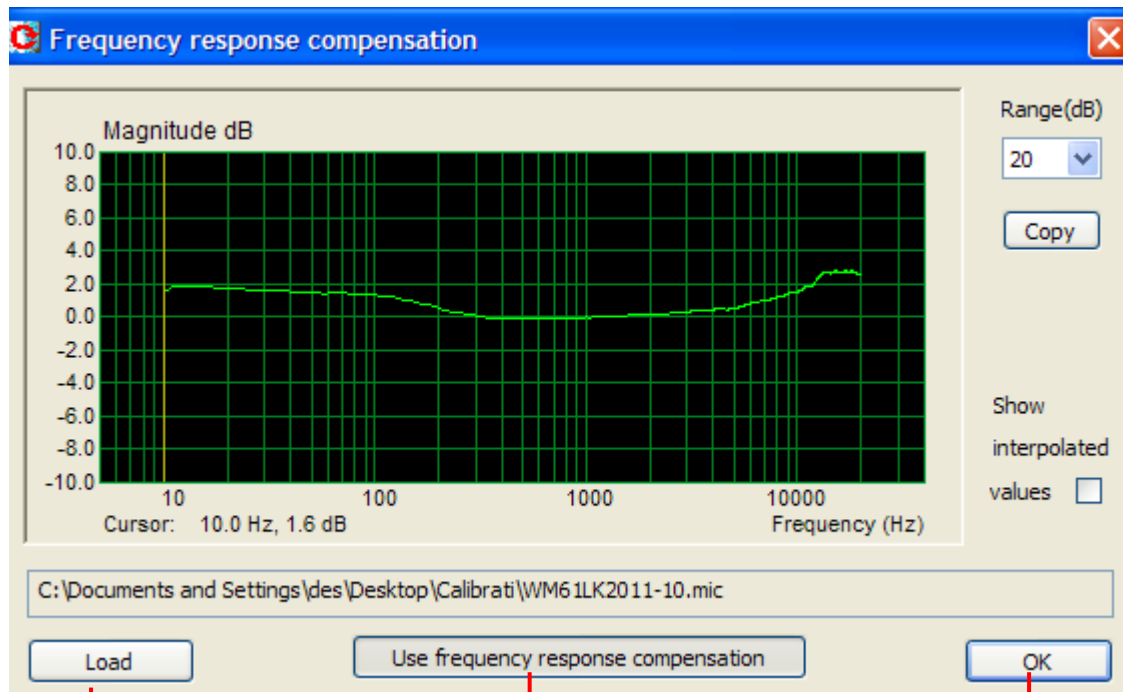 Frequency response compensation
Magnitude dB
10.0
8.0
6.0
4.0
2.0
0.0
-2.0
-4.0
-6.0
-8.0
-10.0
10 100 1000 10000
Cursor: 10.0 Hz, 1.6 dB Frequency (Hz)
Range(dB)
20
Copy
Show
interpolated
values
C:\Documents and Settings\des\Desktop\Calibrati\WM61LK2011-10.mic
Load Use frequency response compensation OK